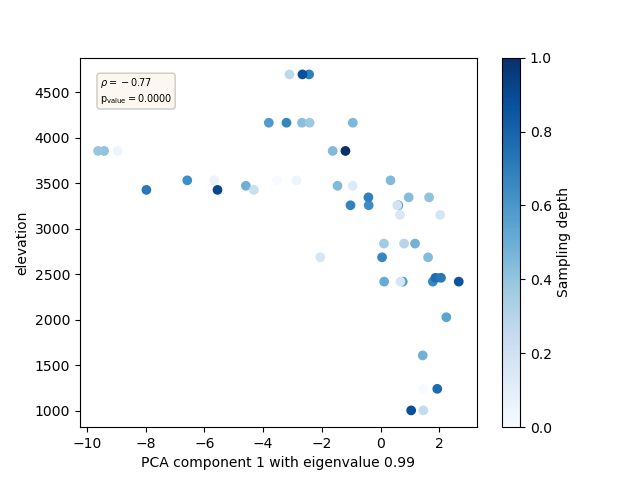 ρ = −0.77
p_value = 0.0000
4500
4000
3500
3000
2500
2000
1500
1000
elevation
−10 −8 −6 −4 −2 0 2
PCA component 1 with eigenvalue 0.99
1.0
0.8
0.6
0.4
0.2
0.0
Sampling depth